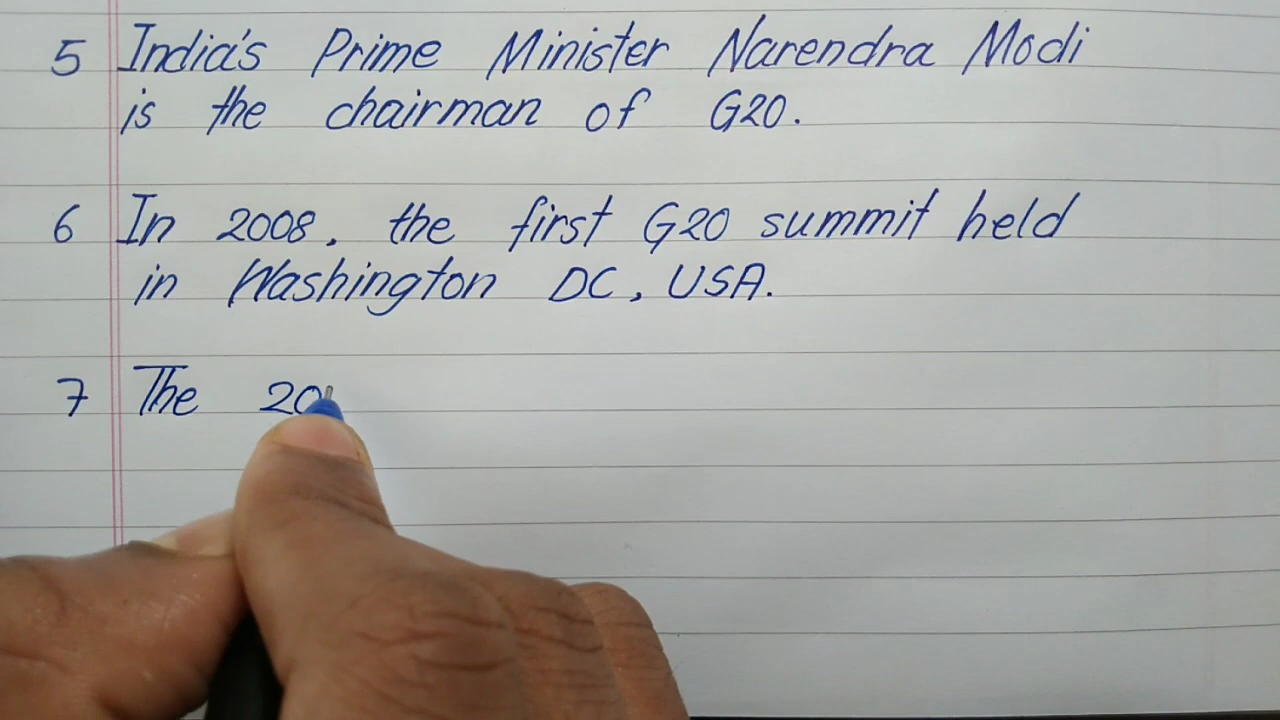 5 India's Prime Minister Narendra Modi
is the chairman of G20.
6 In 2008, the first G20 summit held
in Washington DC, USA.
7 The 20